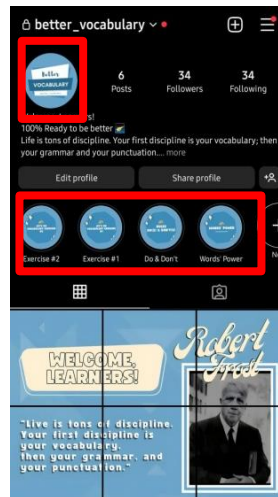 better_vocabulary
Better
VOCABULARY
6
Posts
34
Followers
34
Following
100% Ready to be better
Life is tons of discipline. Your first discipline is your vocabulary; then
your grammar and your punctuation.... more
Edit profile
Share profile
Exercise #2
Exercise #1
Do & Don't
Words' Power
WELCOME,
LEARNERS!
Robert
Frost
"Live is tons of discipline.
Your first discipline is
your vocabulary.
then your grammar, and
your punctuation."